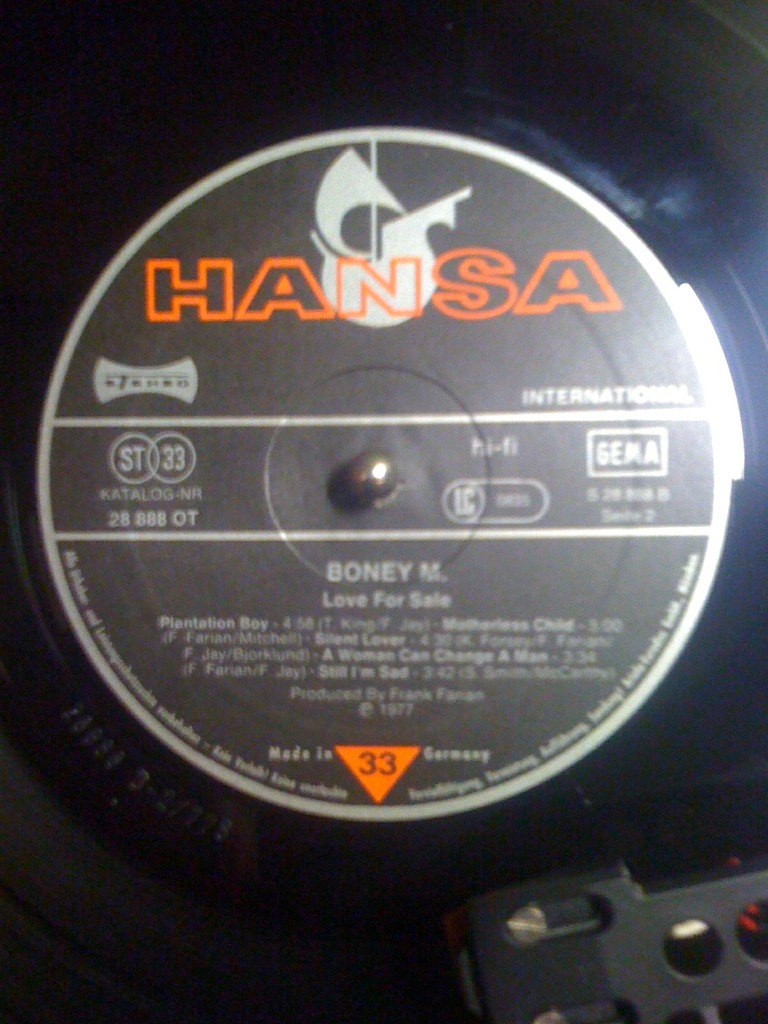 HANSA
STEREO
INTERNATIONAL
ST 33
hi-fi
GEMA
KATALOG-NR.
LC
28 888 OT
S 28 888 B
Seite 2
BONEY M.
Love For Sale
Plantation Boy - 4:58 (T. King/F. Jay) · Motherless Child - 5:00
(F. Farian/Mitchell) · Silent Lover - 4:30 (K. Forsey/F. Farian/
F. Jay/Bjorklund) · A Woman Can Change A Man - 3:34
(F. Farian/F. Jay) · Still I'm Sad - 3:42 (S. Smith/McCarthy)
Produced By Frank Farian
℗ 1977
Made in 33 Germany